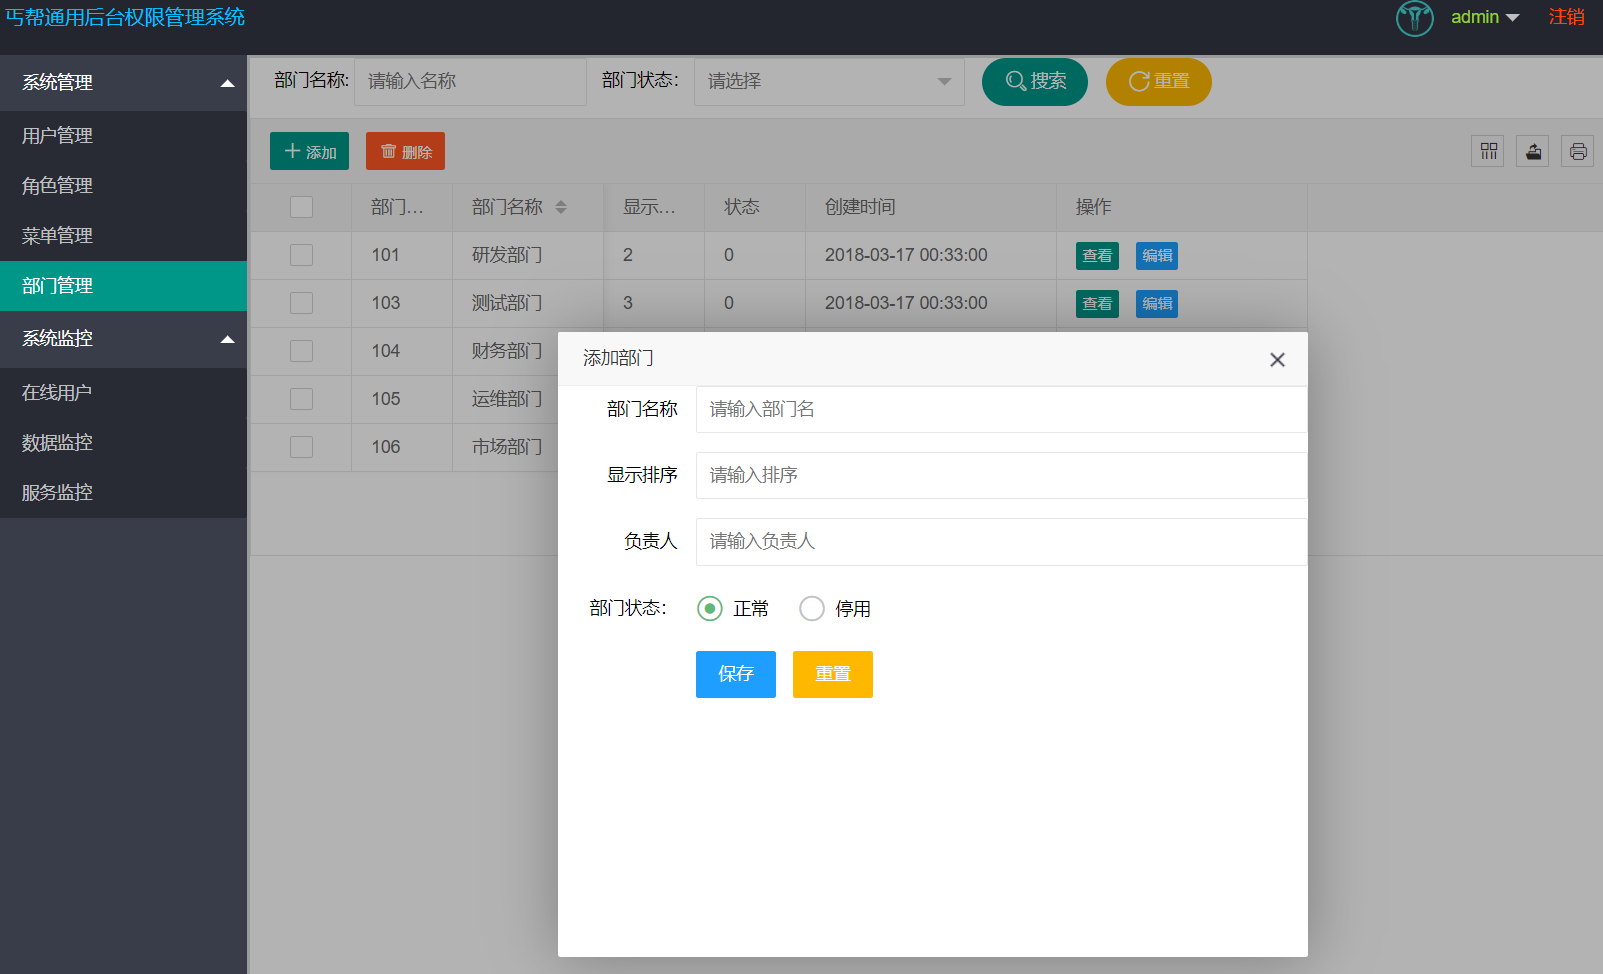 丐帮通用后台权限管理系统
admin
注销
系统管理
用户管理
角色管理
菜单管理
部门管理
系统监控
在线用户
数据监控
服务监控
部门名称: 请输入名称 部门状态: 请选择 搜索 重置
添加 删除
部门... 部门名称 显示... 状态 创建时间 操作
101 研发部门 2 0 2018-03-17 00:33:00 查看 编辑
103 测试部门 3 0 2018-03-17 00:33:00 查看 编辑
104 财务部门
105 运维部门
106 市场部门
添加部门
部门名称 请输入部门名
显示排序 请输入排序
负责人 请输入负责人
部门状态: 正常 停用
保存 重置